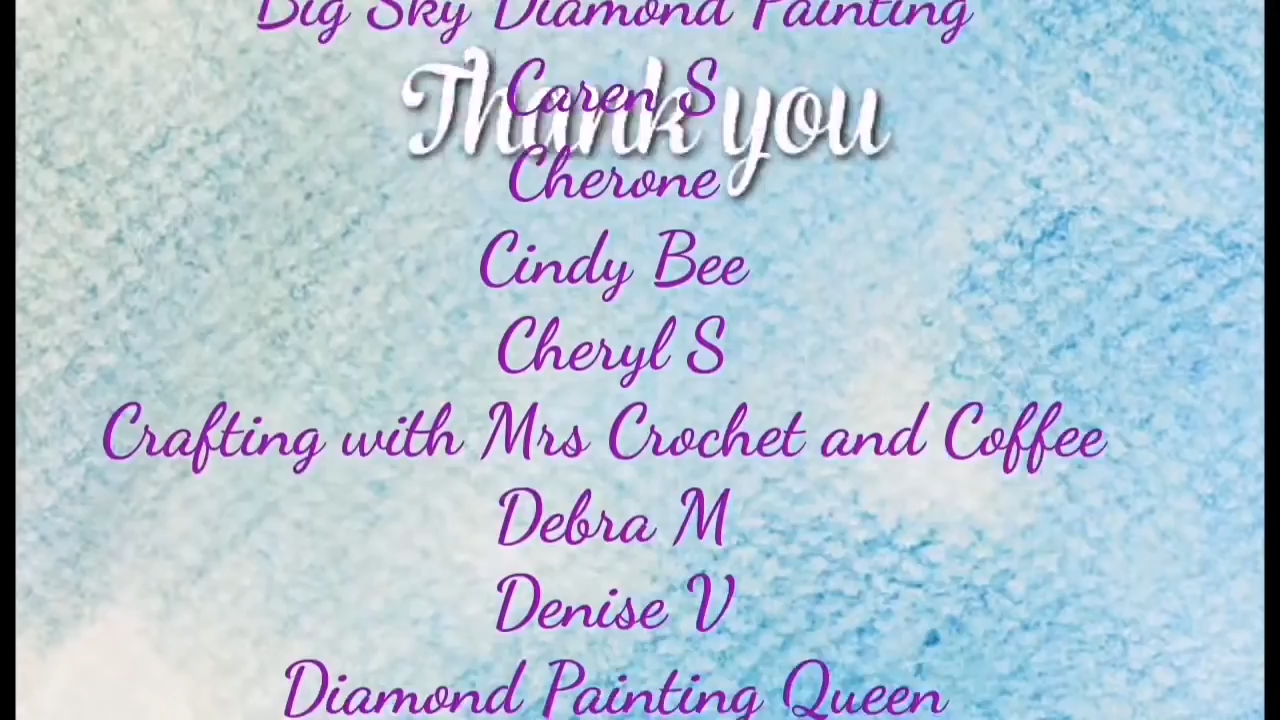 Big Sky Diamond Painting
Thank you
Caren S
Cherone
Cindy Bee
Cheryl S
Crafting with Mrs Crochet and Coffee
Debra M
Denise V
Diamond Painting Queen